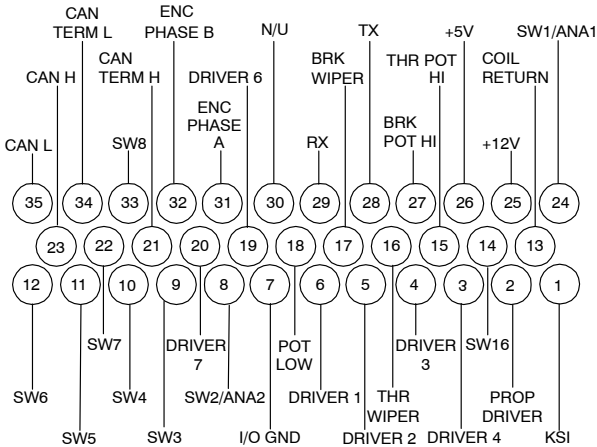 CAN
TERM L
ENC
PHASE B
N/U
TX
+5V
SW1/ANA1
CAN H
CAN
TERM H
DRIVER 6
BRK
WIPER
THR POT
HI
COIL
RETURN
CAN L
SW8
ENC
PHASE
A
RX
BRK
POT HI
+12V
35
34
33
32
31
30
29
28
27
26
25
24
23
22
21
20
19
18
17
16
15
14
13
12
11
10
9
8
7
6
5
4
3
2
1
SW7
DRIVER
7
POT
LOW
DRIVER
3
SW16
SW6
SW4
SW2/ANA2
DRIVER 1
THR
WIPER
PROP
DRIVER
SW5
SW3
I/O GND
DRIVER 2
DRIVER 4
KSI